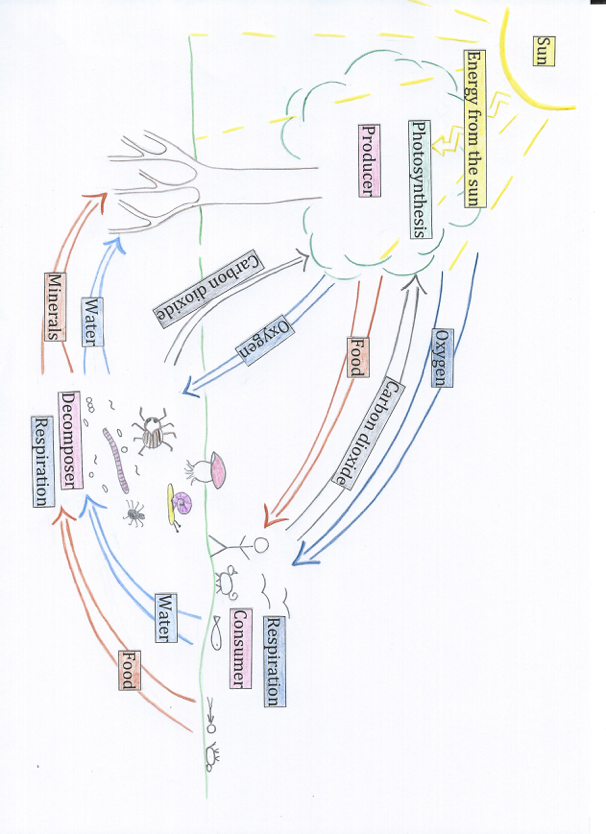 Sun
Energy from the sun
Oxygen
Photosynthesis
Carbon dioxide
Producer
Food
Respiration
Oxygen
Consumer
Carbon dioxide
Water
Food
Water
Decomposer
Minerals
Respiration